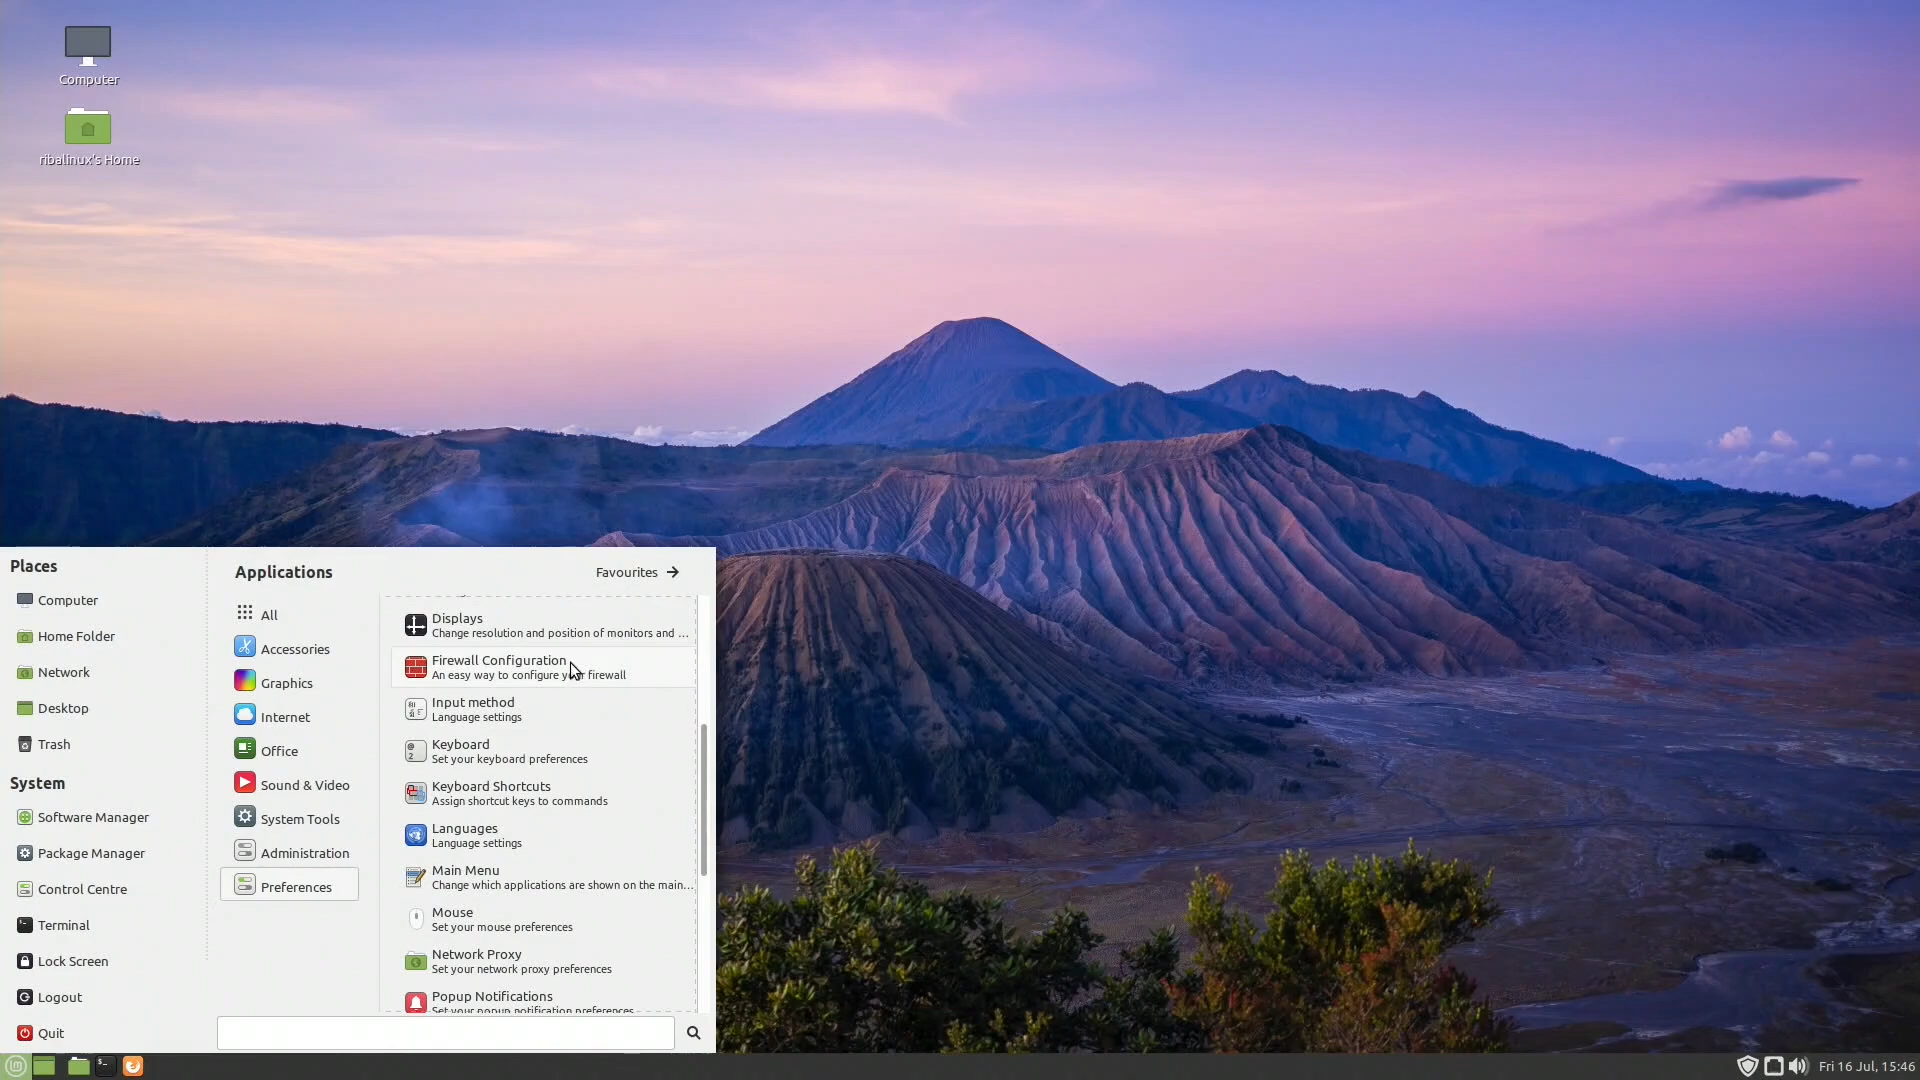 Computer
ribalinux's Home
Places
Computer
Home Folder
Network
Desktop
Trash
System
Software Manager
Package Manager
Control Centre
Terminal
Lock Screen
Logout
Quit
Applications
Favourites
All
Accessories
Graphics
Internet
Office
Sound & Video
System Tools
Administration
Preferences
Displays
Change resolution and position of monitors and ...
Firewall Configuration
An easy way to configure firewall
Input method
Language settings
Keyboard
Set your keyboard preferences
Keyboard Shortcuts
Assign shortcut keys to commands
Languages
Language settings
Main Menu
Change which applications are shown on the main...
Mouse
Set your mouse preferences
Network Proxy
Set your network proxy preferences
Popup Notifications
Set your popup notification preferences
Fri 16 Jul, 15:46